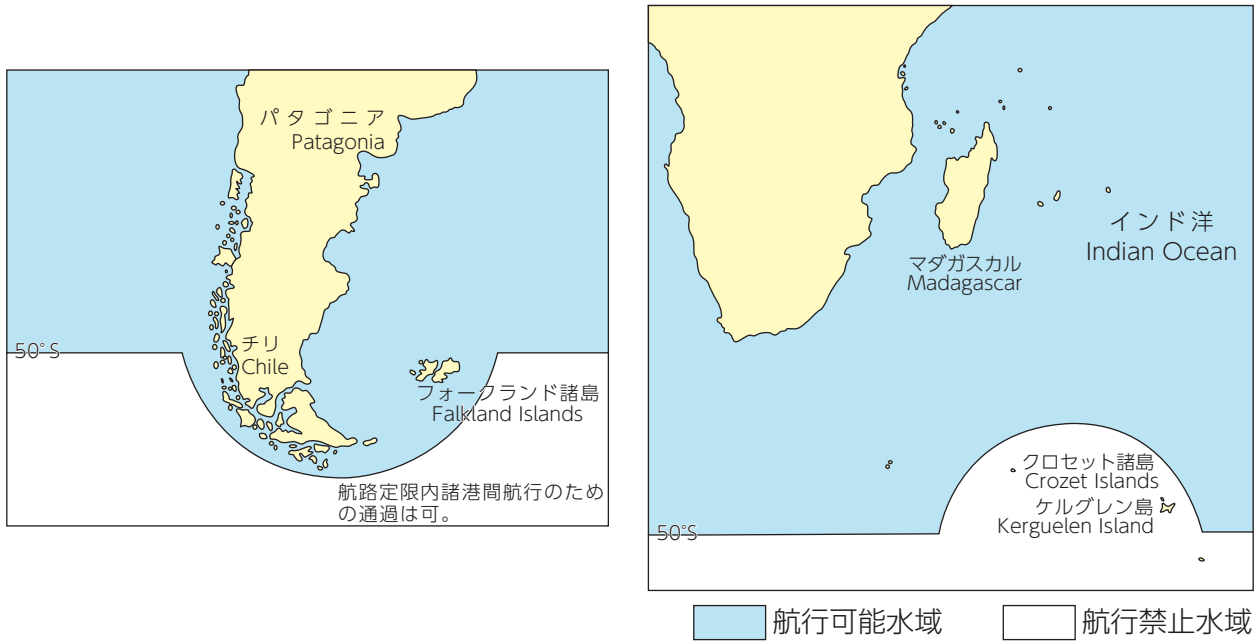 パタゴニア
Patagonia
50°S
チリ
Chile
フォークランド諸島
Falkland Islands
航路定限内諸港間航行のため
の通過は可。
インド洋
Indian Ocean
マダガスカル
Madagascar
クロセット諸島
Crozet Islands
ケルグレン島
Kerguelen Island
50°S
航行可能水域
航行禁止水域